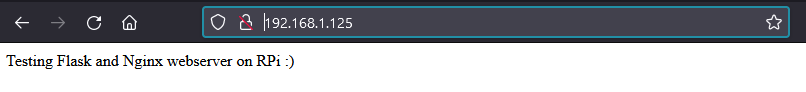 192.168.1.125
Testing Flask and Nginx webserver on RPi :)